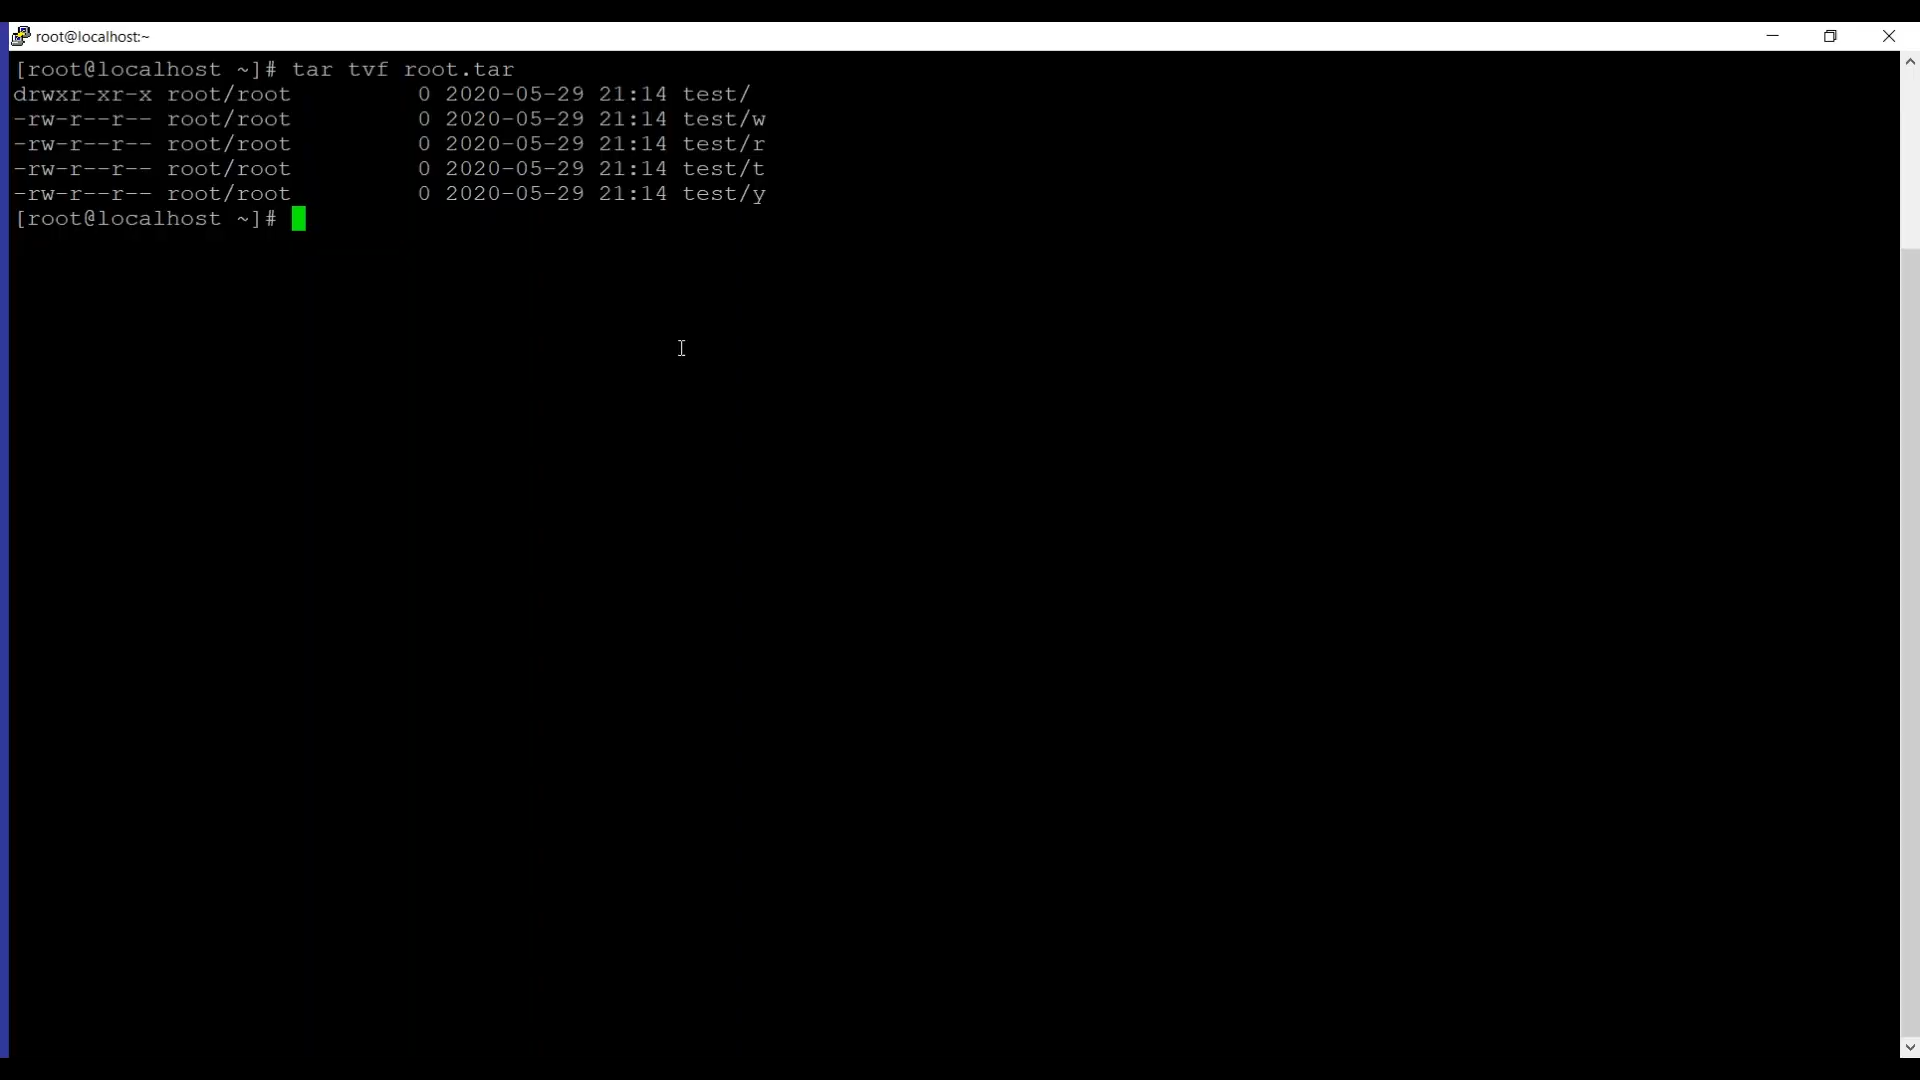 root@localhost:~
[root@localhost ~]# tar tvf root.tar
drwxr-xr-x root/root         0 2020-05-29 21:14 test/
-rw-r--r-- root/root         0 2020-05-29 21:14 test/w
-rw-r--r-- root/root         0 2020-05-29 21:14 test/r
-rw-r--r-- root/root         0 2020-05-29 21:14 test/t
-rw-r--r-- root/root         0 2020-05-29 21:14 test/y
[root@localhost ~]#